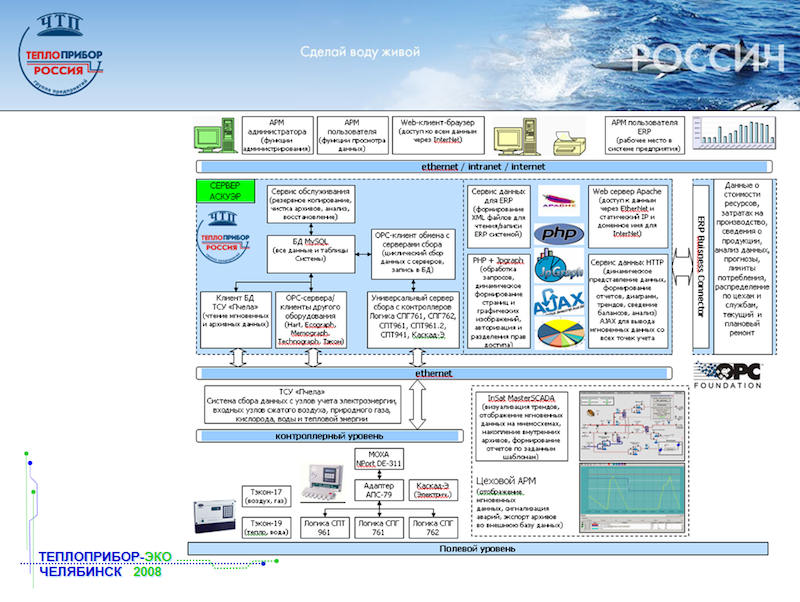 ЧТП
ТЕПЛОПРИБОР
РОССИЯ
группа предприятий
Сделай воду живой
РОССИЧ
АРМ
администратора
(функции
администрирования)
АРМ
пользователя
(функции просмотра
данных)
Web-клиент-браузер
(доступ ко всем данным
через InterNet)
АРМ пользователя
ERP
(рабочее место в
системе предприятия)
ethernet / intranet / internet
СЕРВЕР
АСКУЭР
ЧТП
ТЕПЛОПРИБОР
РОССИЯ
Сервис обслуживания
(резервное копирование,
чистка архивов, анализ,
восстановление)
БД MySQL
(все данные и таблицы
Системы)
OPC-клиент обмена с
серверами сбора
(циклический сбор
данных с серверов,
запись в БД)
Клиент БД
ТСУ «Пчела»
(чтение мгновенных
и архивных данных)
OPC-сервера/
клиенты другого
оборудования
(Hart, Ecograph,
Memograph,
Technograph, Тэкон)
Универсальный сервер
сбора с контроллеров
Логика СПГ761, СПГ762,
СПТ961, СПТ961.2,
СПТ941, Каскад-Э
Сервис данных
для ERP
(формирование
XML файлов для
чтения/записи
ERP системой)
APACHE
php
JpGraph
AJAX
Web сервер Apache
(доступ к данным
через EtherNet и
статический IP и
доменное имя для
InterNet)
PHP + Jpgraph
(обработка
запросов,
динамическое
формирование
страниц и
графических
изображений,
авторизация и
разделения прав
доступа)
Сервис данных HTTP
(динамическое
представление данных,
формирование
отчетов, диаграмм,
трендов, сведение
балансов, анализ)
AJAX для вывода
мгновенных данных со
всех точек учета
ERP Buisness Connector
Данные о
стоимости
ресурсов,
затратах на
производство,
сведения о
продукции,
анализ данных,
прогнозы,
лимиты
потребления,
распределение
по цехам и
службам,
текущий и
плановый
ремонт
ethernet
OPC
FOUNDATION
ТСУ «Пчела»
Система сбора данных с узлов учета электроэнергии,
входных узлов сжатого воздуха, природного газа,
кислорода, воды и тепловой энергии
контроллерный уровень
InSat MasterSCADA
(визуализация трендов,
отображение мгновенных
данных на мнемосхемах,
накопление внутренних
архивов, формирование
отчетов по заданным
шаблонам)
Цеховой АРМ
(отображение
мгновенных
данных, сигнализация
аварий, экспорт архивов
во внешнюю базу данных)
MOXA
NPort DE-311
Адаптер
АПС-79
Каскад-Э
(Электрич.)
Тэкон-17
(воздух, газ)
Тэкон-19
(тепло, вода)
Логика СПТ
961
Логика СПГ
761
Логика СПГ
762
Полевой уровень
ТЕПЛОПРИБОР-ЭКО
ЧЕЛЯБИНСК 2008